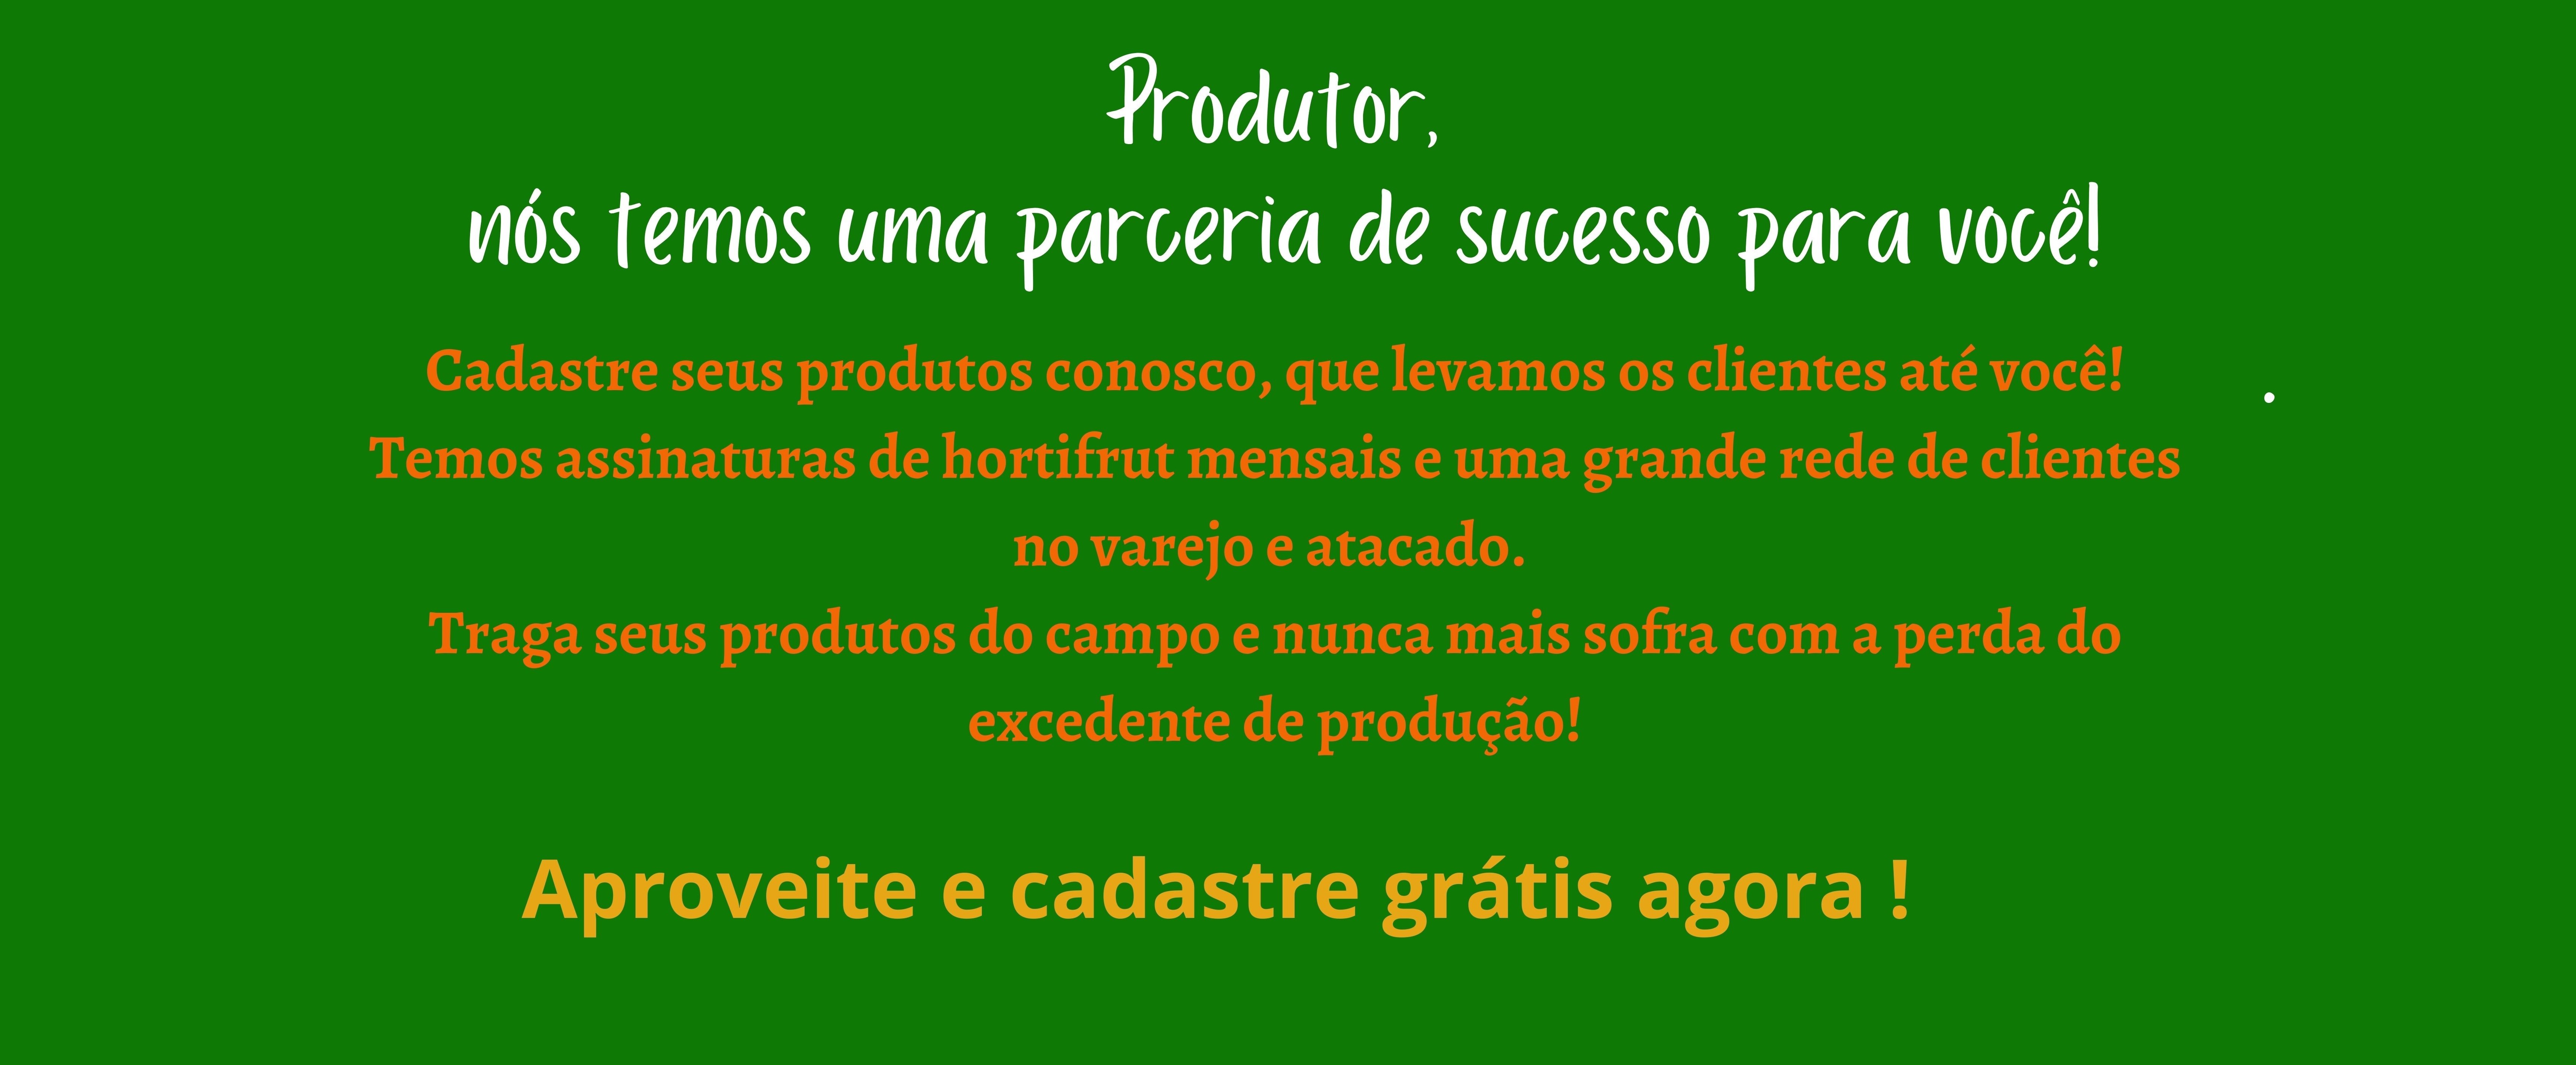 Produtor,
nós temos uma parceria de sucesso para você!
Cadastre seus produtos conosco, que levamos os clientes até você!
.
Temos assinaturas de hortifrut mensais e uma grande rede de clientes
no varejo e atacado.
Traga seus produtos do campo e nunca mais sofra com a perda do
excedente de produção!
Aproveite e cadastre grátis agora !